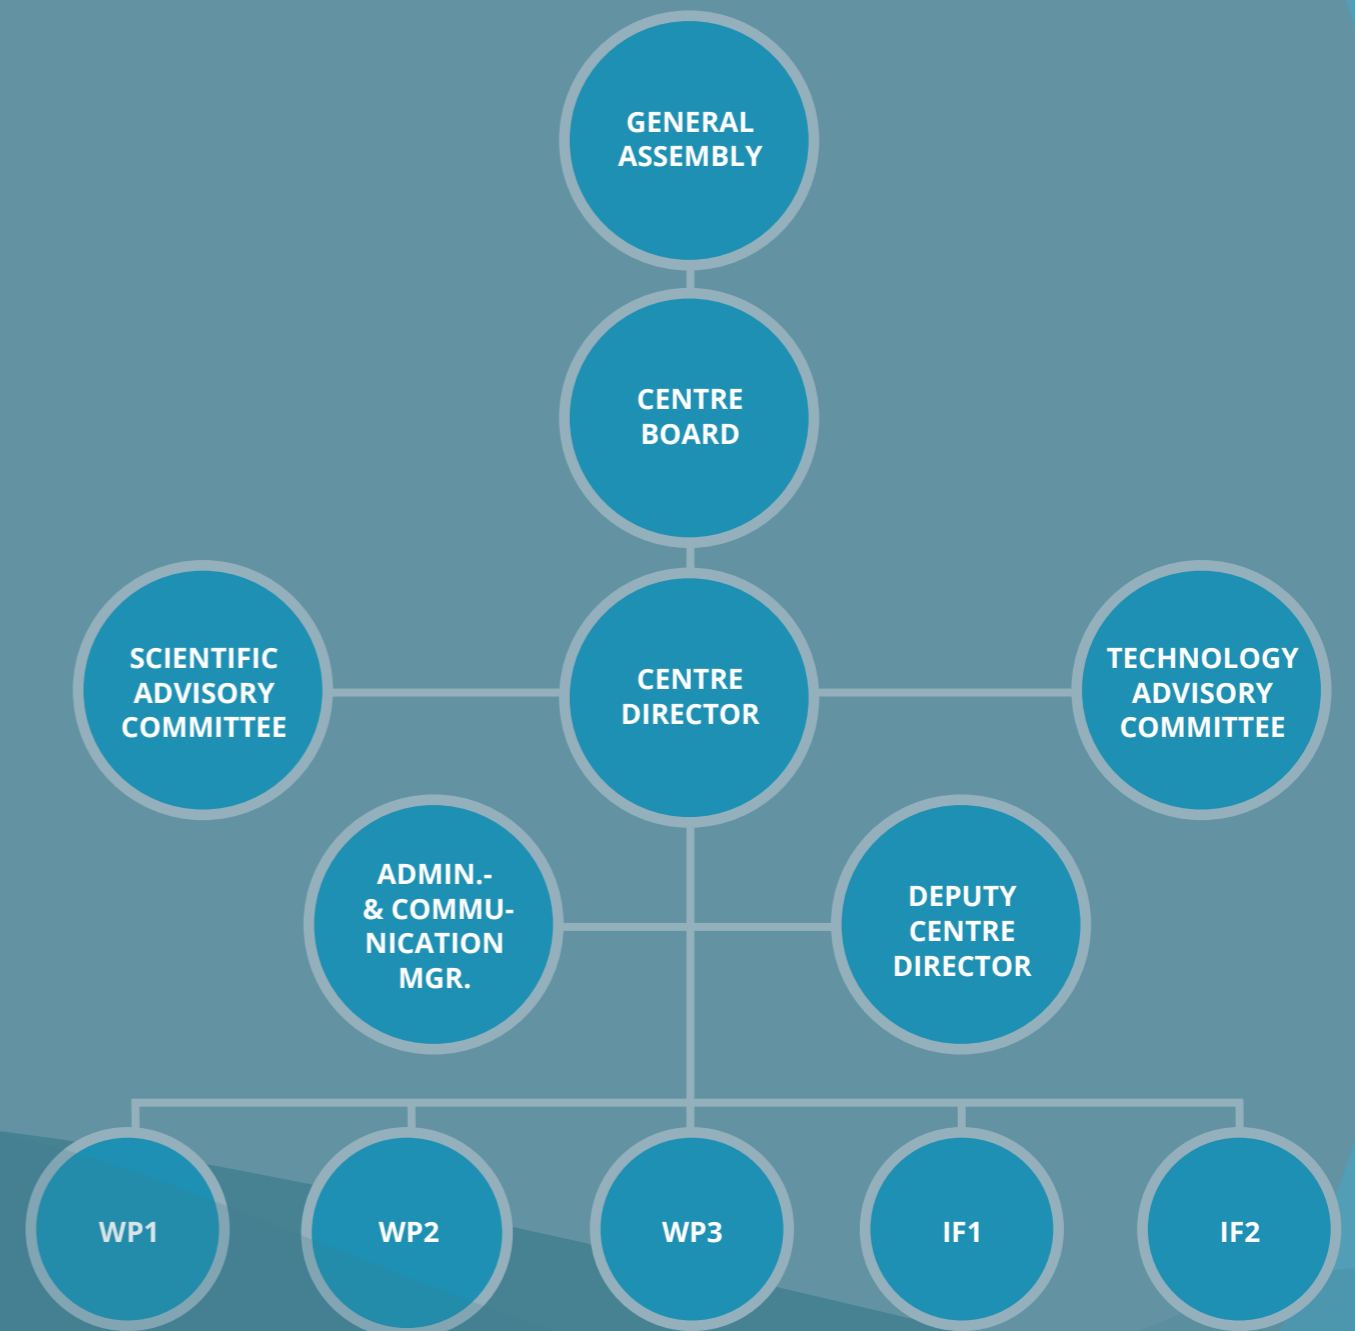 GENERAL
ASSEMBLY
CENTRE
BOARD
SCIENTIFIC
ADVISORY
COMMITTEE
CENTRE
DIRECTOR
TECHNOLOGY
ADVISORY
COMMITTEE
ADMIN.-
& COMMU-
NICATION
MGR.
DEPUTY
CENTRE
DIRECTOR
WP1
WP2
WP3
IF1
IF2